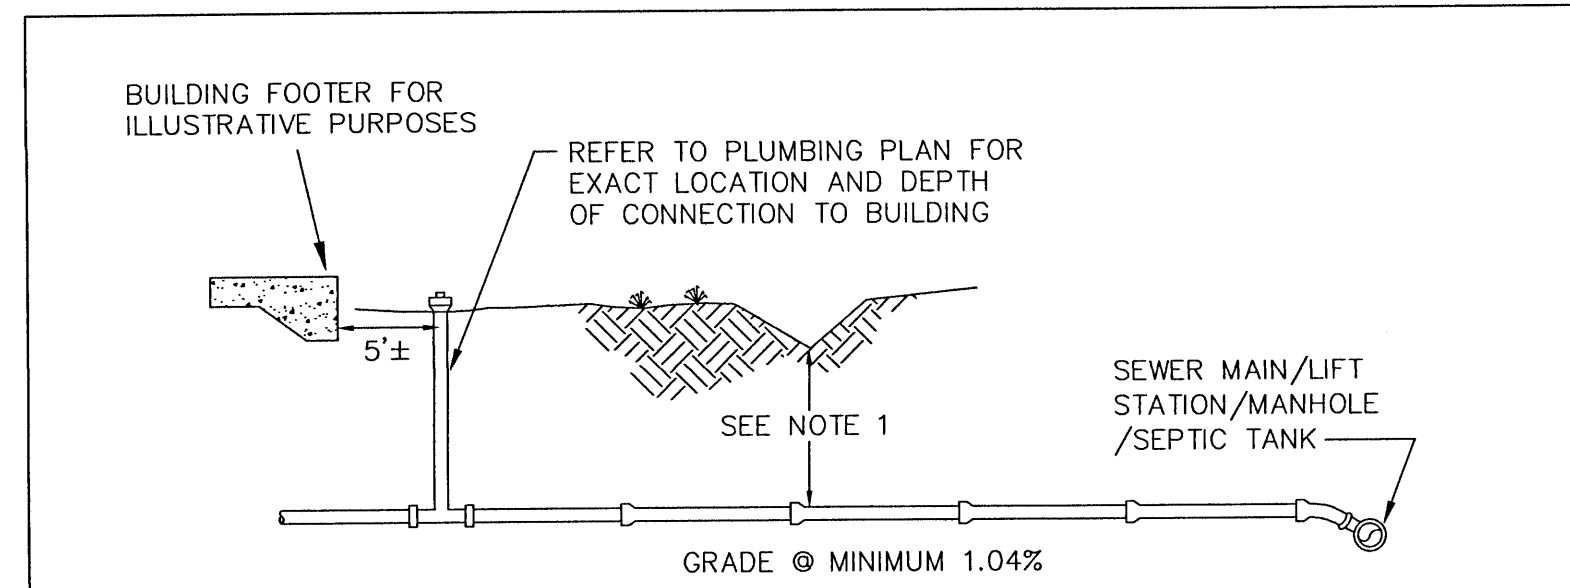 BUILDING FOOTER FOR
ILLUSTRATIVE PURPOSES
REFER TO PLUMBING PLAN FOR
EXACT LOCATION AND DEPTH
OF CONNECTION TO BUILDING
5'±
SEE NOTE 1
SEWER MAIN/LIFT
STATION/MANHOLE
/SEPTIC TANK
GRADE @ MINIMUM 1.04%